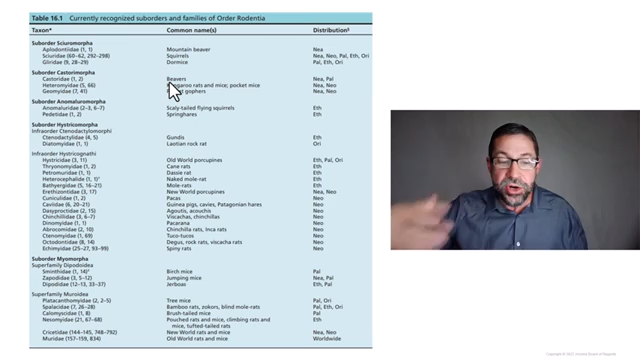 Table 16.1 Currently recognized suborders and families of Order Rodentia
Taxon* Common name(s) Distribution§
Suborder Sciuromorpha
Aplodontiidae (1, 1) Mountain beaver Nea
Sciuridae (60–62, 292–298) Squirrels Nea, Neo, Pal, Eth, Ori
Gliridae (9, 28–29) Dormice Pal, Eth, Ori
Suborder Castorimorpha
Castoridae (1, 2) Beavers Nea, Pal
Heteromyidae (5, 66) rats and mice; pocket mice Nea, Neo
Geomyidae (7, 41) gophers Nea, Neo
Suborder Anomaluromorpha
Anomaluridae (2–3, 6–7) Scaly-tailed flying squirrels Eth
Pedetidae (1, 2) Springhares Eth
Suborder Hystricomorpha
Infraorder Ctenodactylomorphi
Ctenodactylidae (4, 5) Gundis Eth
Diatomyidae (1, 1) Laotian rock rat Ori
Infraorder Hystricognathi
Hystricidae (3, 11) Old World porcupines Eth, Pal, Ori
Thryonomyidae (1, 2) Cane rats Eth
Petromuridae (1, 1) Dassie rat Eth
Heterocephalidae (1, 1) Naked mole-rat Eth
Bathyergidae (5, 16–21) Mole-rats Eth
Erethizontidae (3, 17) New World porcupines Nea, Neo
Cuniculidae (1, 2) Pacas Neo
Caviidae (6, 20–21) Guinea pigs, cavies, Patagonian hares Neo
Dasyproctidae (2, 15) Agoutis, acouchis Neo
Chinchillidae (3, 6–7) Viscachas, chinchillas Neo
Dinomyidae (1, 1) Pacarana Neo
Abrocomidae (2, 10) Chinchilla rats, Inca rats Neo
Ctenomyidae (1, 69) Tuco-tucos Neo
Octodontidae (8, 14) Degus, rock rats, viscacha rats Neo
Echimyidae (25–27, 93–99) Spiny rats Neo
Suborder Myomorpha
Superfamily Dipodoidea
Sminthidae (1, 14) Birch mice Pal
Zapodidae (3, 5–12) Jumping mice Nea, Pal
Dipodidae (12–13, 33–37) Jerboas Eth, Pal
Superfamily Muroidea
Platacanthomyidae (2, 2–5) Tree mice Pal, Ori
Spalacidae (7, 26–28) Bamboo rats, zokors, blind mole-rats Pal, Eth, Ori
Calomyscidae (1, 8) Brush-tailed mice Pal
Nesomyidae (21, 67–68) Pouched rats and mice, climbing rats and Eth
mice, tufted-tailed rats
Cricetidae (144–145, 748–792) New World rats and mice Nea, Neo
Muridae (157–159, 834) Old World rats and mice Worldwide